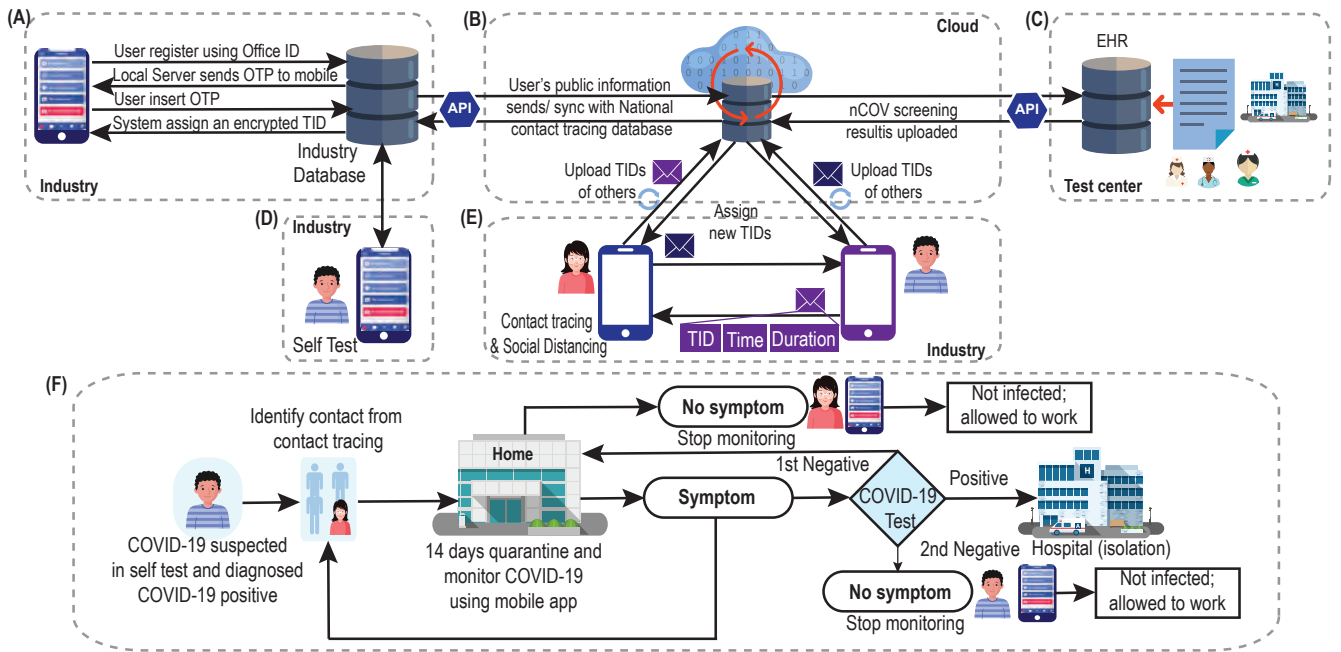 (A)
User register using Office ID
Local Server sends OTP to mobile
User insert OTP
System assign an encrypted TID
Industry
Database
Industry
(B)
Cloud
API
User's public information
sends/ sync with National
contact tracing database
nCOV screening
resultis uploaded
API
Upload TIDs
of others
Upload TIDs
of others
(C)
EHR
Test center
(D)
Industry
Self Test
(E)
Assign
new TIDs
Contact tracing
& Social Distancing
TID
Time
Duration
Industry
(F)
COVID-19 suspected
in self test and diagnosed
COVID-19 positive
Identify contact from
contact tracing
Home
14 days quarantine and
monitor COVID-19
using mobile app
No symptom
Stop monitoring
Not infected;
allowed to work
Symptom
1st Negative
COVID-19
Test
Positive
H
Hospital (isolation)
2nd Negative
No symptom
Stop monitoring
Not infected;
allowed to work